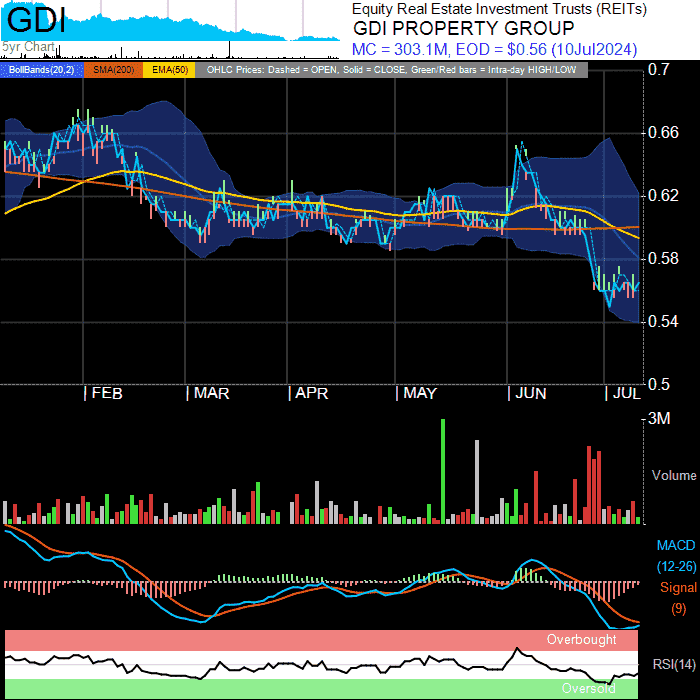 GDI
5yr Chart
Equity Real Estate Investment Trusts (REITs)
GDI PROPERTY GROUP
MC = 303.1M, EOD = $0.56 (10Jul2024)
BollBands(20,2) SMA(200) EMA(50) OHLC Prices: Dashed = OPEN, Solid = CLOSE, Green/Red bars = Intra-day HIGH/LOW
0.7
0.66
0.62
0.58
0.54
0.5
FEB MAR APR MAY JUN JUL
3M
Volume
MACD
(12-26)
Signal
(9)
Overbought
RSI(14)
Oversold